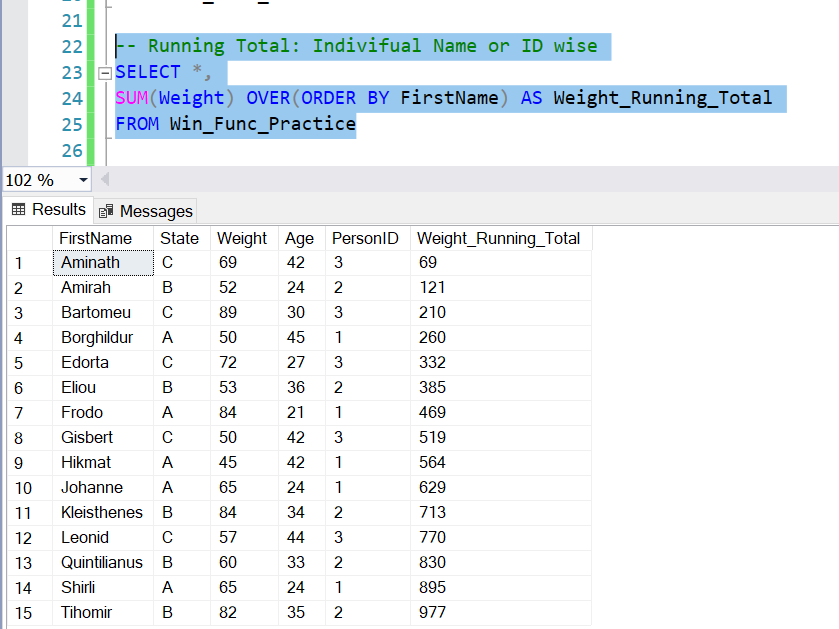 21
22 -- Running Total: Indivifual Name or ID wise
23 SELECT *,
24 SUM(Weight) OVER(ORDER BY FirstName) AS Weight_Running_Total
25 FROM Win_Func_Practice
26
102 %
Results Messages
FirstName State Weight Age PersonID Weight_Running_Total
1 Aminath C 69 42 3 69
2 Amirah B 52 24 2 121
3 Bartomeu C 89 30 3 210
4 Borghildur A 50 45 1 260
5 Edorta C 72 27 3 332
6 Eliou B 53 36 2 385
7 Frodo A 84 21 1 469
8 Gisbert C 50 42 3 519
9 Hikmat A 45 42 1 564
10 Johanne A 65 24 1 629
11 Kleisthenes B 84 34 2 713
12 Leonid C 57 44 3 770
13 Quintilianus B 60 33 2 830
14 Shirli A 65 24 1 895
15 Tihomir B 82 35 2 977